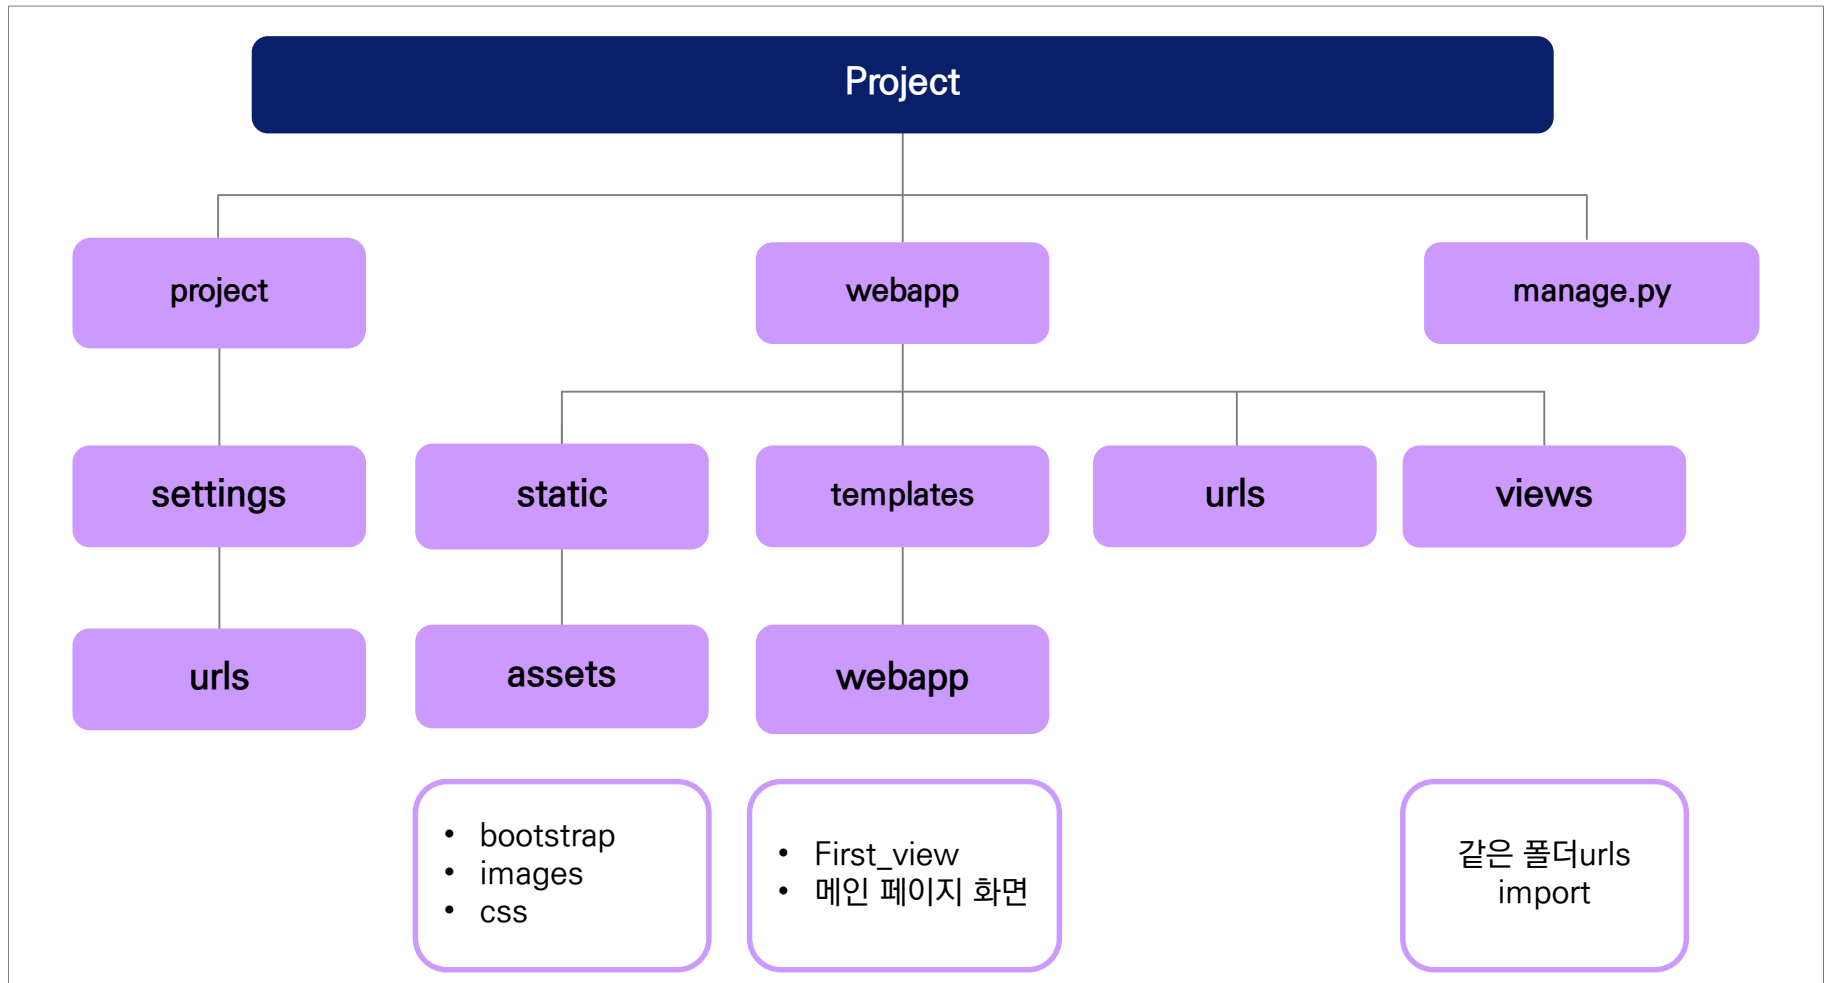 Project
project
webapp
manage.py
settings
static
templates
urls
views
urls
assets
webapp
• bootstrap
• images
• css
• First_view
• 메인 페이지 화면
같은 폴더urls
import